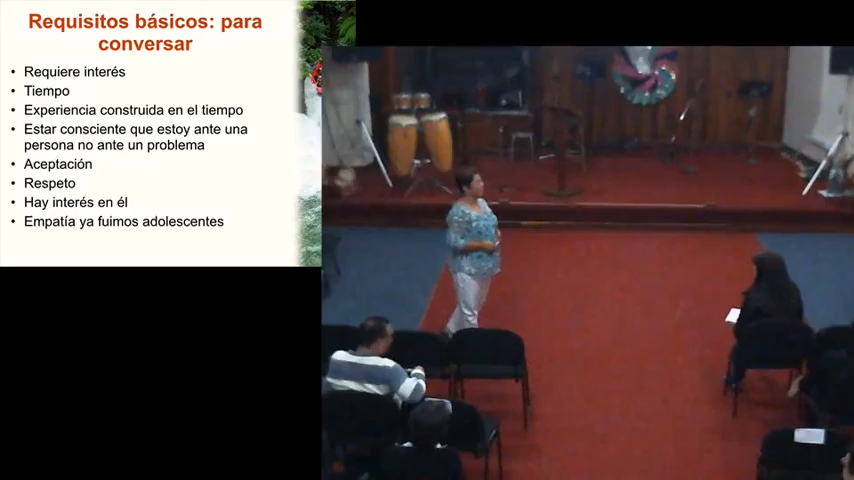 Requisitos básicos: para
conversar
• Requiere interés
• Tiempo
• Experiencia construida en el tiempo
• Estar consciente que estoy ante una
persona no ante un problema
• Aceptación
• Respeto
• Hay interés en él
• Empatía ya fuimos adolescentes